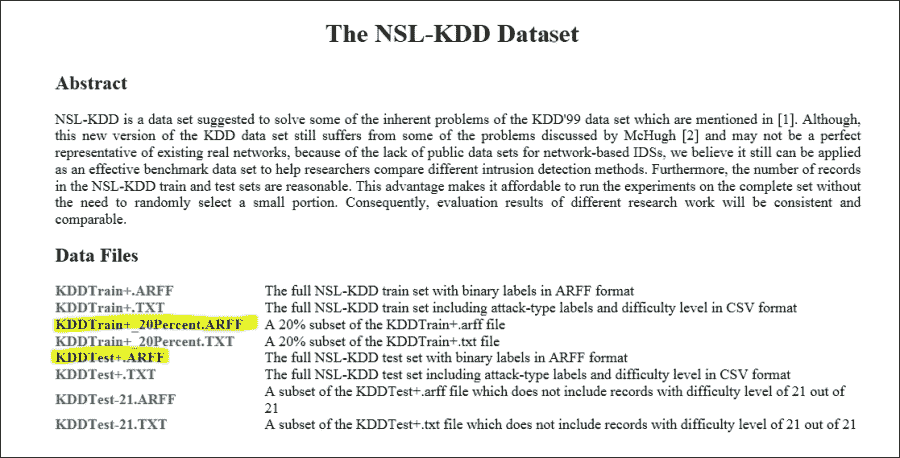 The NSL-KDD Dataset
Abstract
NSL-KDD is a data set suggested to solve some of the inherent problems of the KDD'99 data set which are mentioned in [1]. Although,
this new version of the KDD data set still suffers from some of the problems discussed by McHugh [2] and may not be a perfect
representative of existing real networks, because of the lack of public data sets for network-based IDSs, we believe it still can be applied
as an effective benchmark data set to help researchers compare different intrusion detection methods. Furthermore, the number of records
in the NSL-KDD train and test sets are reasonable. This advantage makes it affordable to run the experiments on the complete set without
the need to randomly select a small portion. Consequently, evaluation results of different research work will be consistent and
comparable.
Data Files
KDDTrain+.ARFF The full NSL-KDD train set with binary labels in ARFF format
KDDTrain+.TXT The full NSL-KDD train set including attack-type labels and difficulty level in CSV format
KDDTrain+_20Percent.ARFF A 20% subset of the KDDTrain+.arff file
KDDTrain+_20Percent.TXT A 20% subset of the KDDTrain+.txt file
KDDTest+.ARFF The full NSL-KDD test set with binary labels in ARFF format
KDDTest+.TXT The full NSL-KDD test set including attack-type labels and difficulty level in CSV format
KDDTest-21.ARFF A subset of the KDDTest+.arff file which does not include records with difficulty level of 21 out of
21
KDDTest-21.TXT A subset of the KDDTest+.txt file which does not include records with difficulty level of 21 out of 21